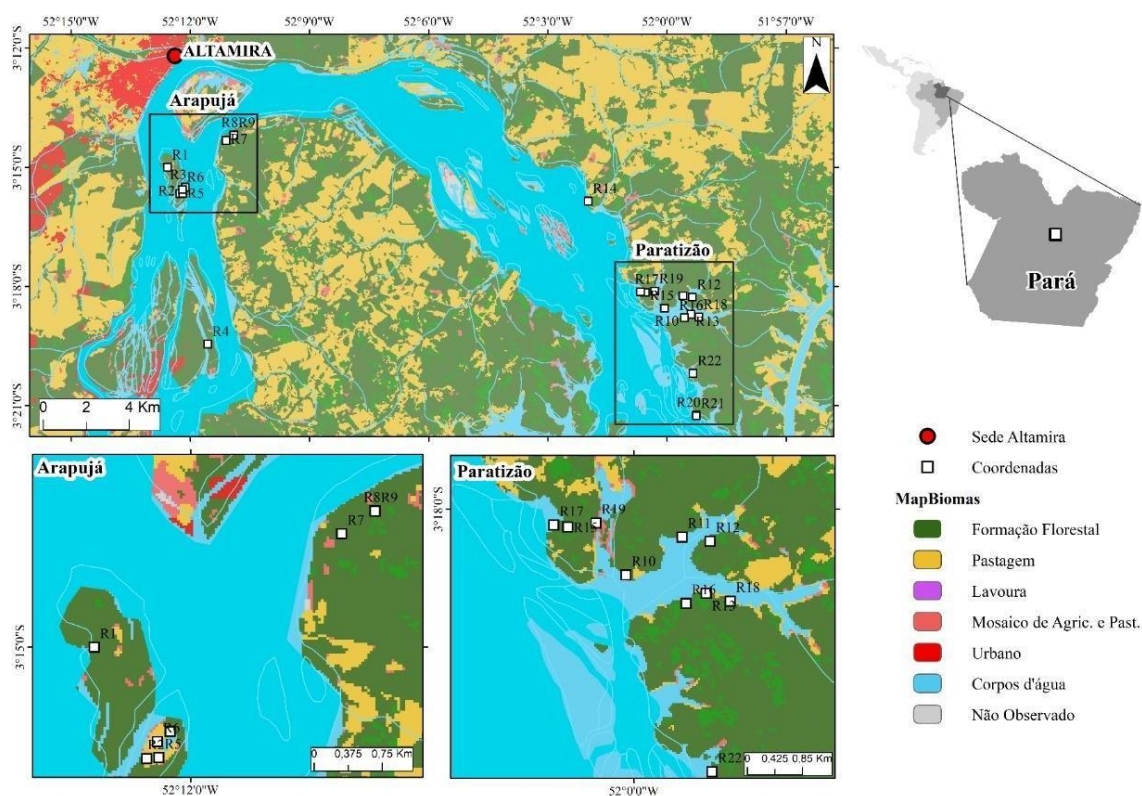 52°15'0"W 52°12'0"W 52°9'0"W 52°6'0"W 52°3'0"W 52°0'0"W 51°57'0"W
3°12'0"S
3°15'0"S
3°18'0"S
3°21'0"S
ALTAMIRA
N
Arapujá
R8R9
R7
R1
R3
R6
R2
R5
R4
R14
Paratizão
R17
R19
R15
R12
R16
R18
R10
R13
R22
R20
R21
0 2 4 Km
Pará
Arapujá
R8R9
R7
R1
R6
R2
R5
3°15'0"S
52°12'0"W
0 0,375 0,75 Km
Paratizão
R17
R15
R19
R11
R12
R10
R16
R18
R13
R22
3°18'0"S
52°0'0"W
0 0,425 0,85 Km
Sede Altamira
Coordenadas
MapBiomas
Formação Florestal
Pastagem
Lavoura
Mosaico de Agric. e Past.
Urbano
Corpos d'água
Não Observado